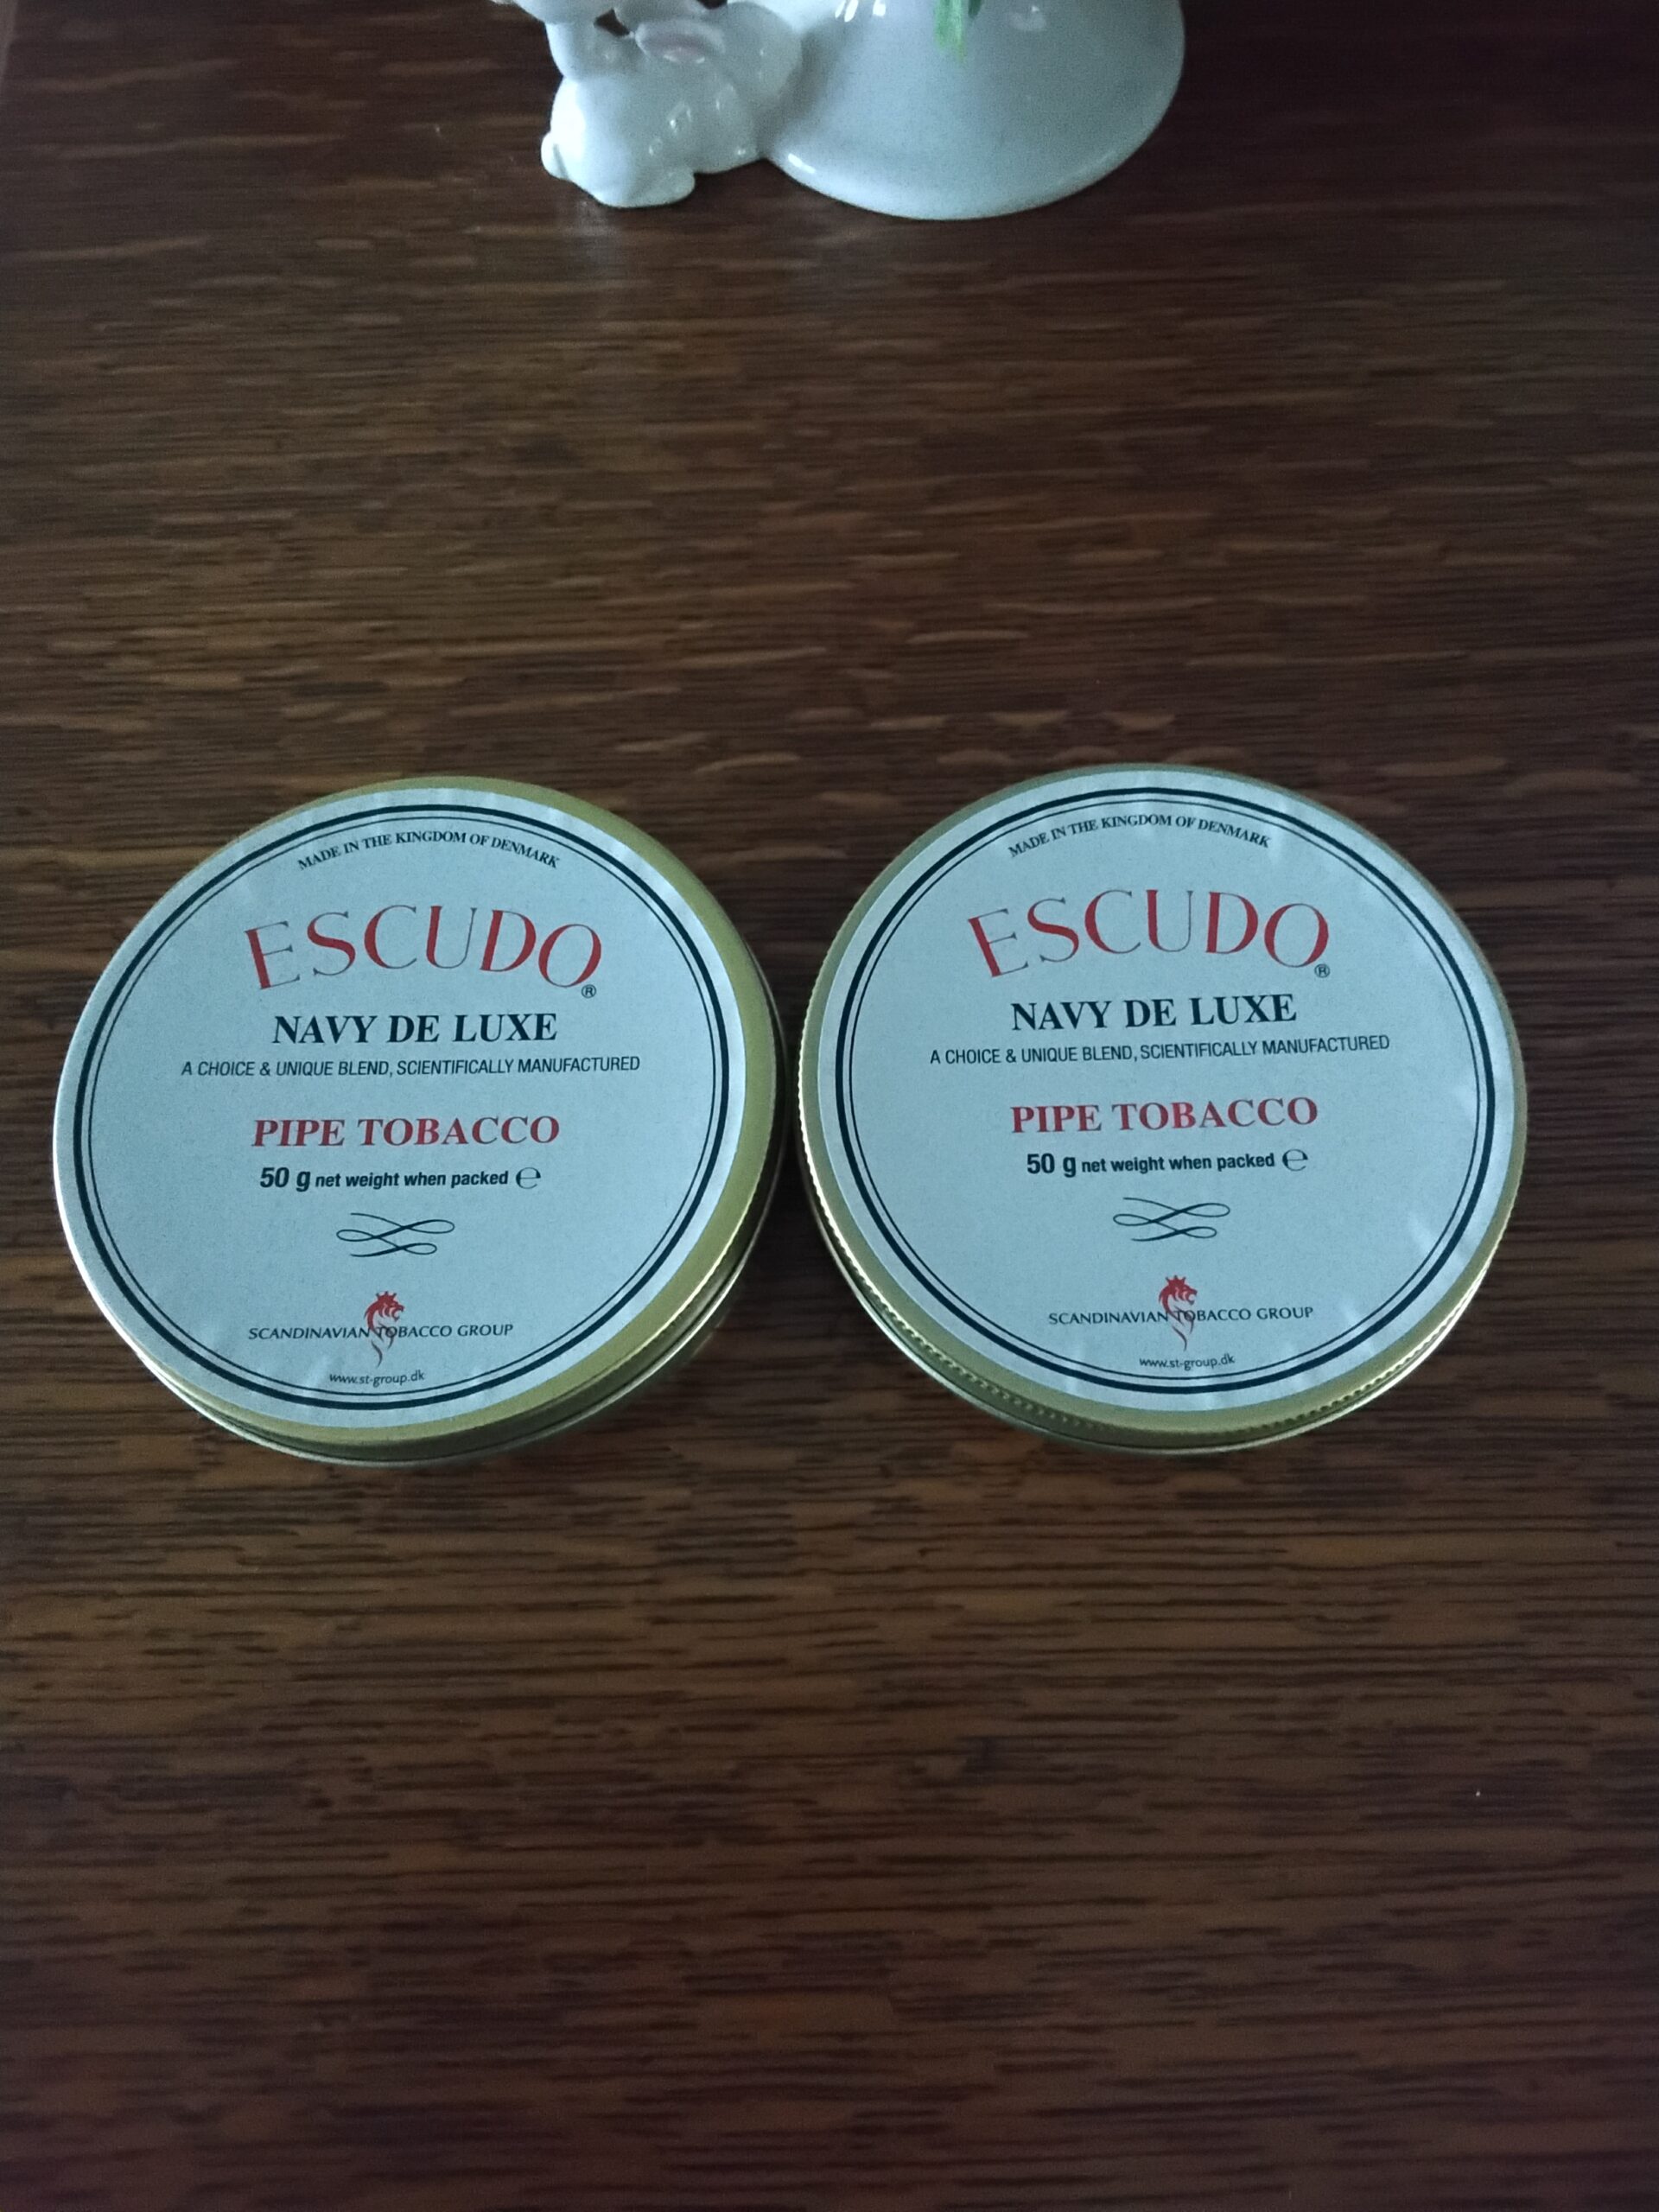 MADE IN THE KINGDOM OF DENMARK
ESCUDO®
NAVY DE LUXE
A CHOICE & UNIQUE BLEND, SCIENTIFICALLY MANUFACTURED
PIPE TOBACCO
50 g net weight when packed ℮
SCANDINAVIAN TOBACCO GROUP
www.st-group.dk
MADE IN THE KINGDOM OF DENMARK
ESCUDO®
NAVY DE LUXE
A CHOICE & UNIQUE BLEND, SCIENTIFICALLY MANUFACTURED
PIPE TOBACCO
50 g net weight when packed ℮
SCANDINAVIAN TOBACCO GROUP
www.st-group.dk